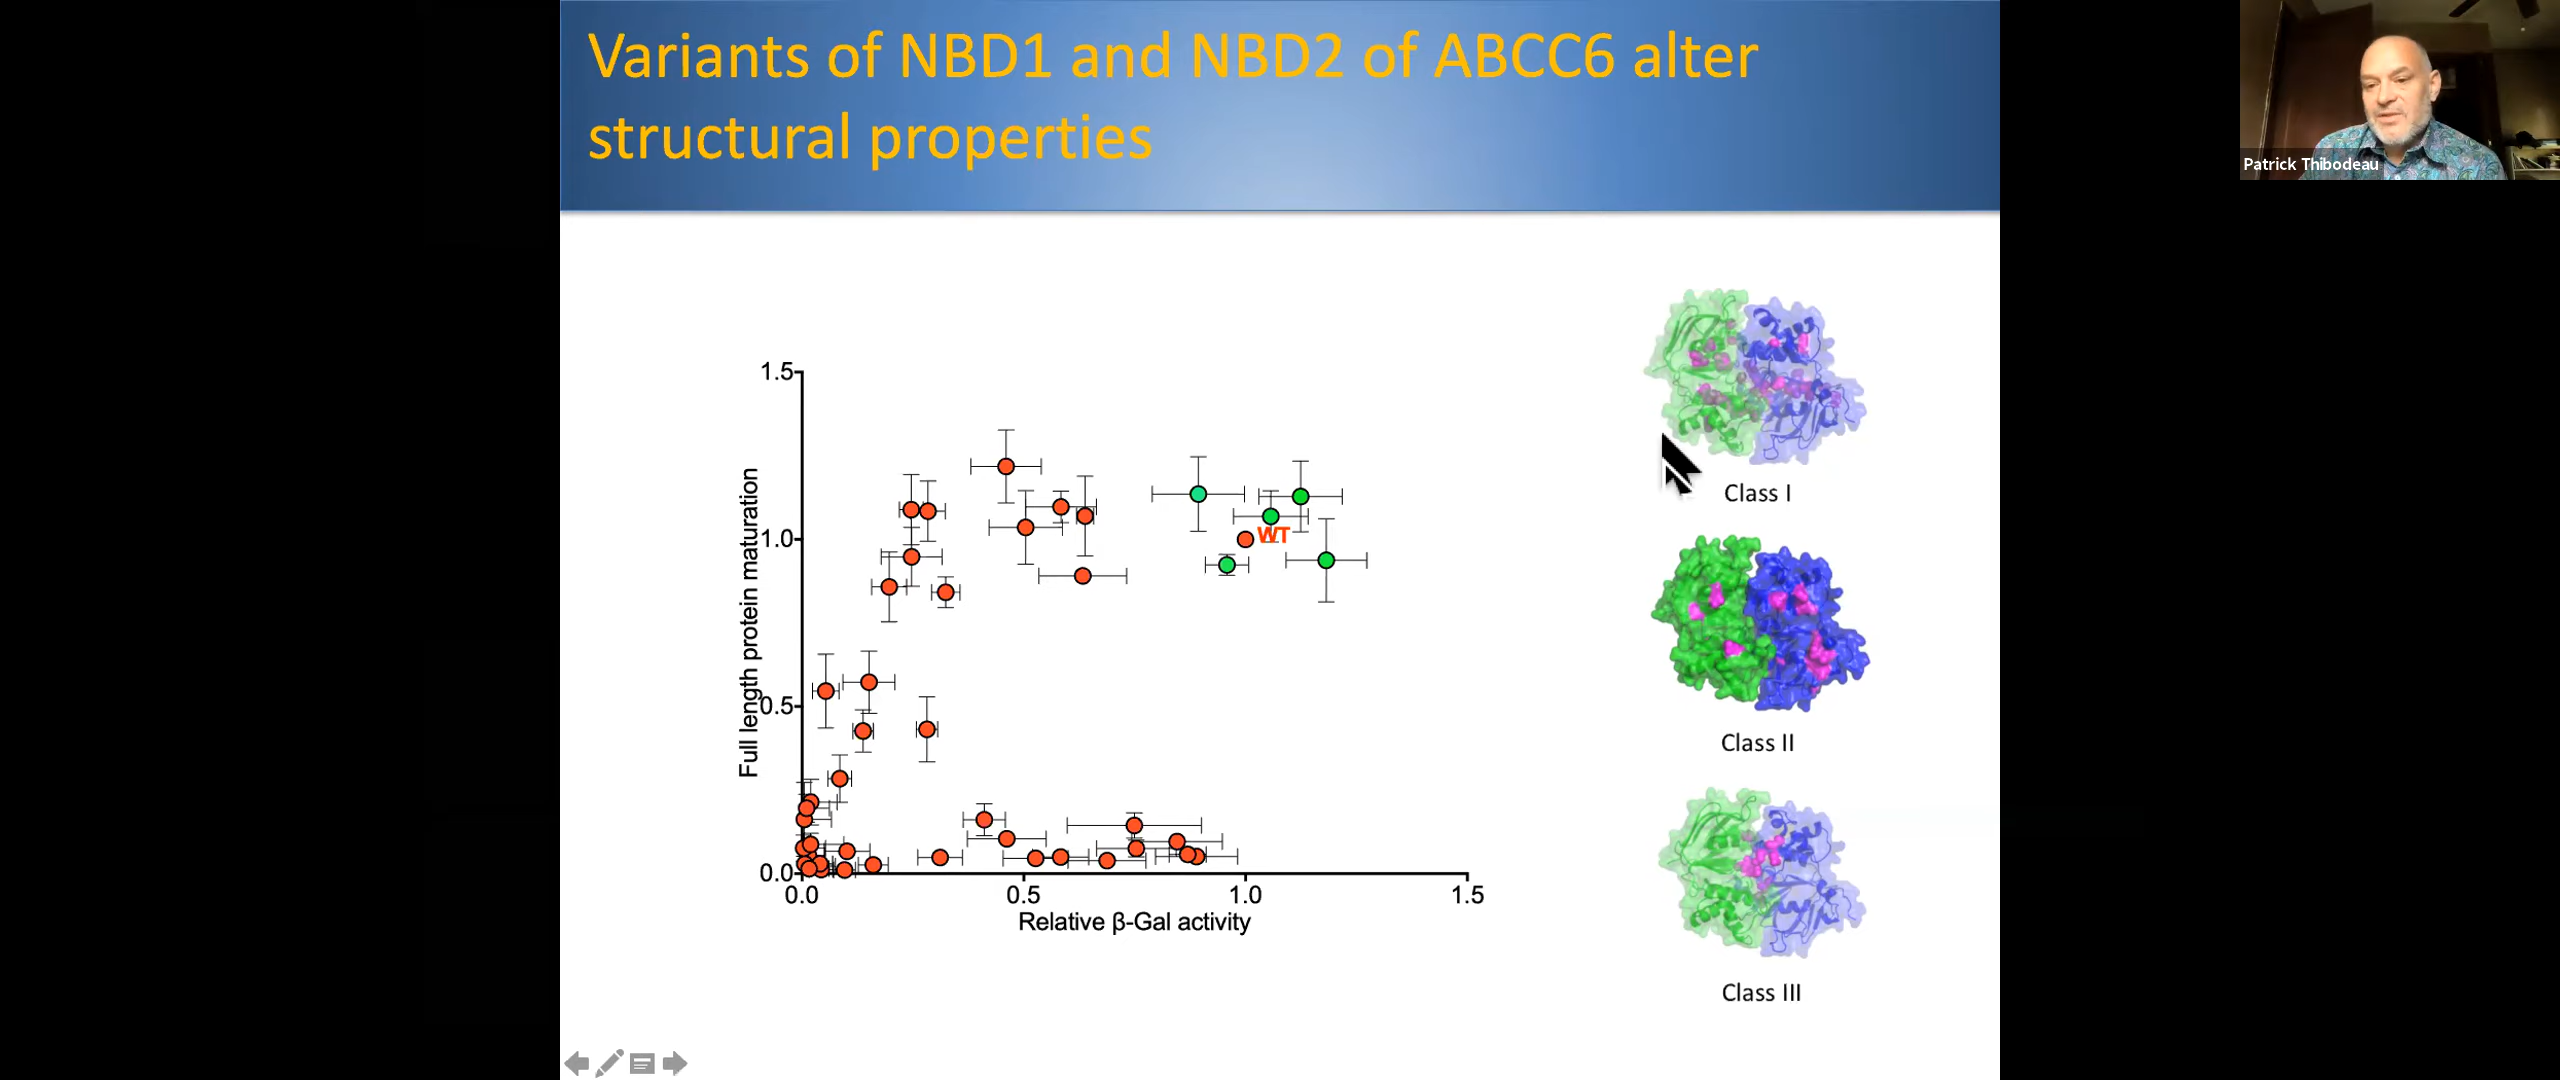 Variants of NBD1 and NBD2 of ABCC6 alter
structural properties
Patrick Thibodeau
Full length protein maturation
1.5
1.0
0.5
0.0
WT
0.0
0.5
1.0
1.5
Relative β-Gal activity
Class I
Class II
Class III